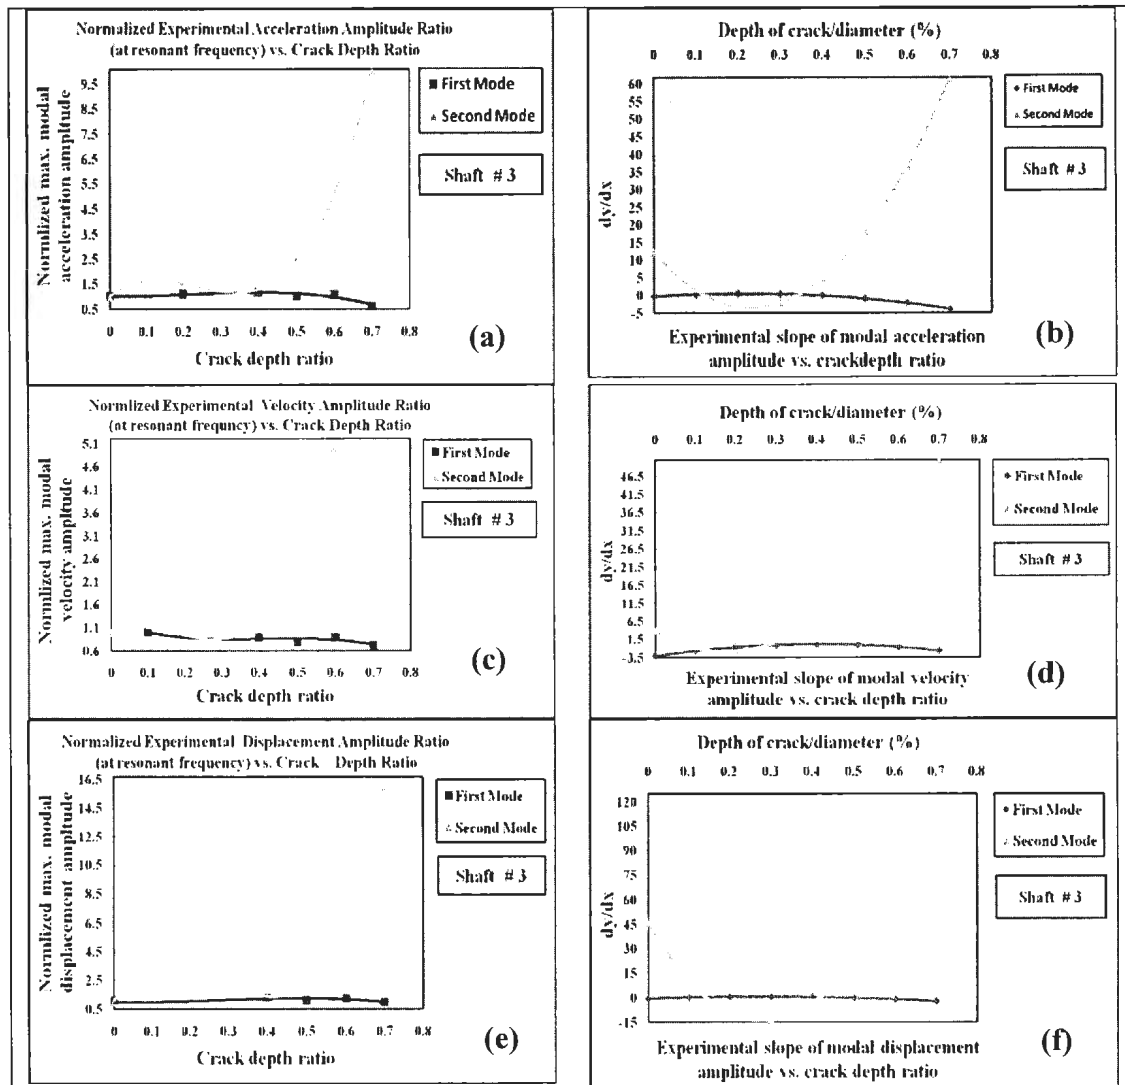 Normalized Experimental Acceleration Amplitude Ratio
(at resonant frequency) vs. Crack Depth Ratio
Normlized max. modal
acceleration amplitude
9.5
8.5
7.5
6.5
5.5
4.5
3.5
2.5
1.5
0.5
0 0.1 0.2 0.3 0.4 0.5 0.6 0.7 0.8
Crack depth ratio
First Mode
Second Mode
Shaft # 3
(a)
Depth of crack/diameter (%)
0 0.1 0.2 0.3 0.4 0.5 0.6 0.7 0.8
dy/dx
60
55
50
45
40
35
30
25
20
15
10
5
0
-5
First Mode
Second Mode
Shaft # 3
Experimental slope of modal acceleration
amplitude vs. crackdepth ratio
(b)
Normlized Experimental Velocity Amplitude Ratio
(at resonant frequncy) vs. Crack Depth Ratio
Normlized max. modal
velocity amplitude
5.1
4.6
4.1
3.6
3.1
2.6
2.1
1.6
1.1
0.6
0 0.1 0.2 0.3 0.4 0.5 0.6 0.7 0.8
Crack depth ratio
First Mode
Second Mode
Shaft # 3
(c)
Depth of crack/diameter (%)
0 0.1 0.2 0.3 0.4 0.5 0.6 0.7 0.8
dy/dx
46.5
41.5
36.5
31.5
26.5
21.5
16.5
11.5
6.5
1.5
-3.5
First Mode
Second Mode
Shaft # 3
Experimental slope of modal velocity
amplitude vs. crack depth ratio
(d)
Normalized Experimental Displacement Amplitude Ratio
(at resonant frequency) vs. Crack Depth Ratio
Normlized max. modal
displacement amplitude
16.5
14.5
12.5
10.5
8.5
6.5
4.5
2.5
0.5
0 0.1 0.2 0.3 0.4 0.5 0.6 0.7 0.8
Crack depth ratio
First Mode
Second Mode
Shaft # 3
(e)
Depth of crack/diameter (%)
0 0.1 0.2 0.3 0.4 0.5 0.6 0.7 0.8
dy/dx
120
105
90
75
60
45
30
15
0
-15
First Mode
Second Mode
Shaft # 3
Experimental slope of modal displacement
amplitude vs. crack depth ratio
(f)